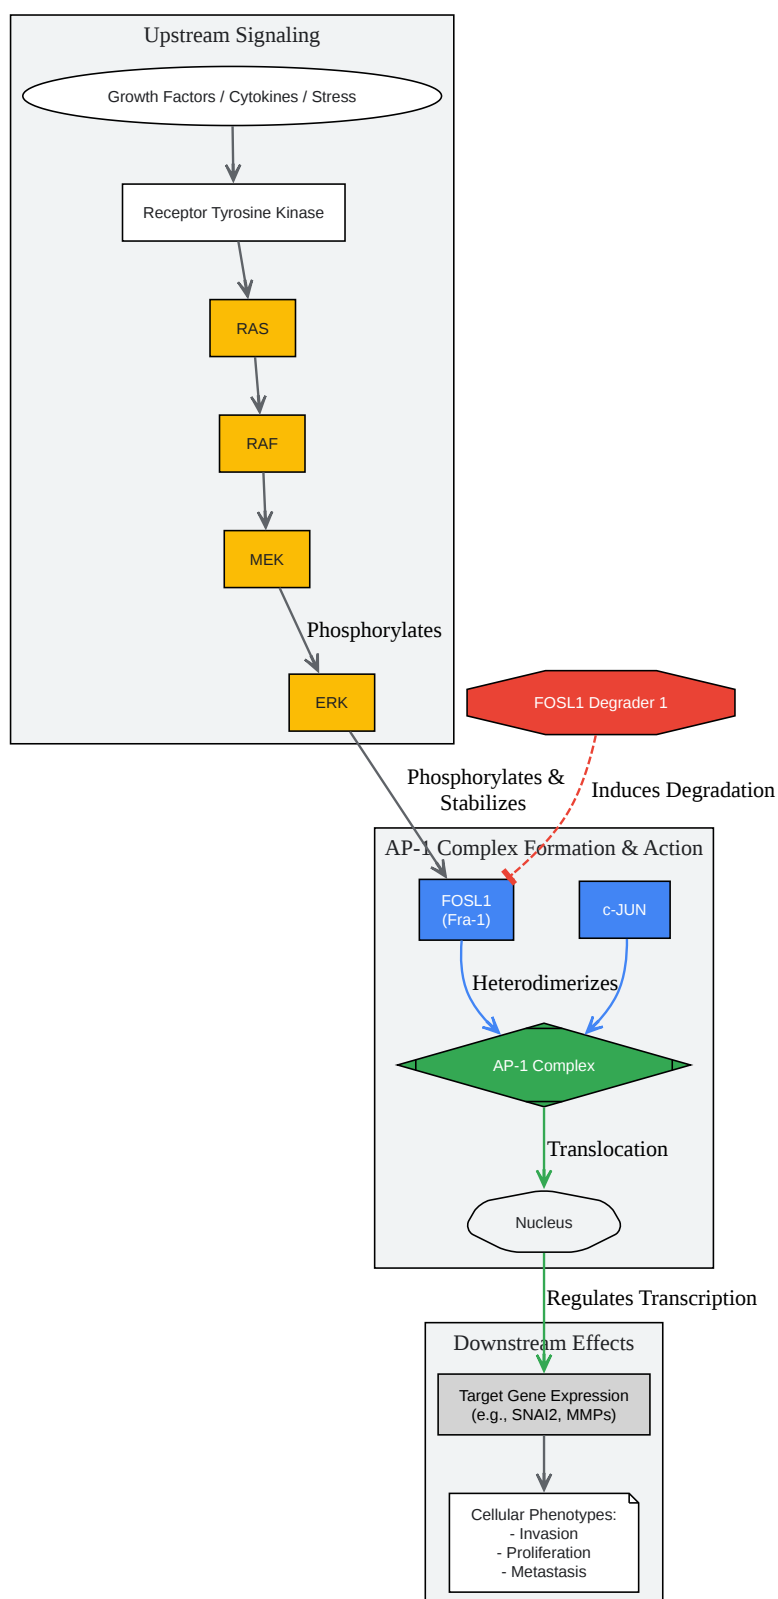 Upstream Signaling
Growth Factors / Cytokines / Stress
Receptor Tyrosine Kinase
RAS
RAF
MEK
Phosphorylates
ERK
FOSL1 Degrader 1
Phosphorylates &
Stabilizes
Induces Degradation
AP-1 Complex Formation & Action
FOSL1
(Fra-1)
c-JUN
Heterodimerizes
AP-1 Complex
Translocation
Nucleus
Regulates Transcription
Downstream Effects
Target Gene Expression
(e.g., SNAI2, MMPs)
Cellular Phenotypes:
- Invasion
- Proliferation
- Metastasis